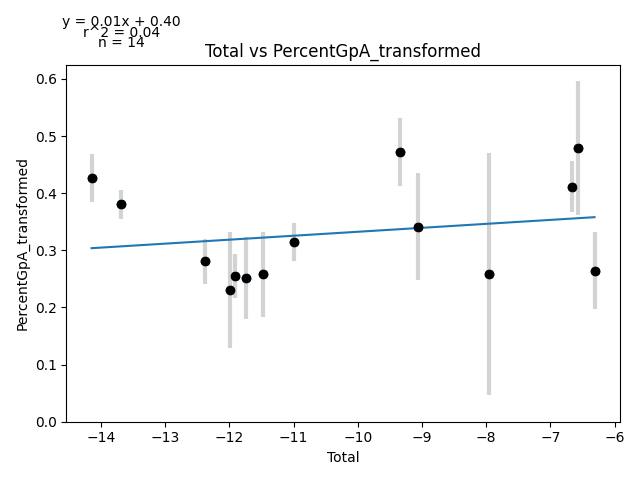 y = 0.01x + 0.40
r^2 = 0.04
n = 14
Total vs PercentGpA_transformed
PercentGpA_transformed
0.6
0.5
0.4
0.3
0.2
0.1
0.0
−14
−13
−12
−11
−10
−9
−8
−7
−6
Total